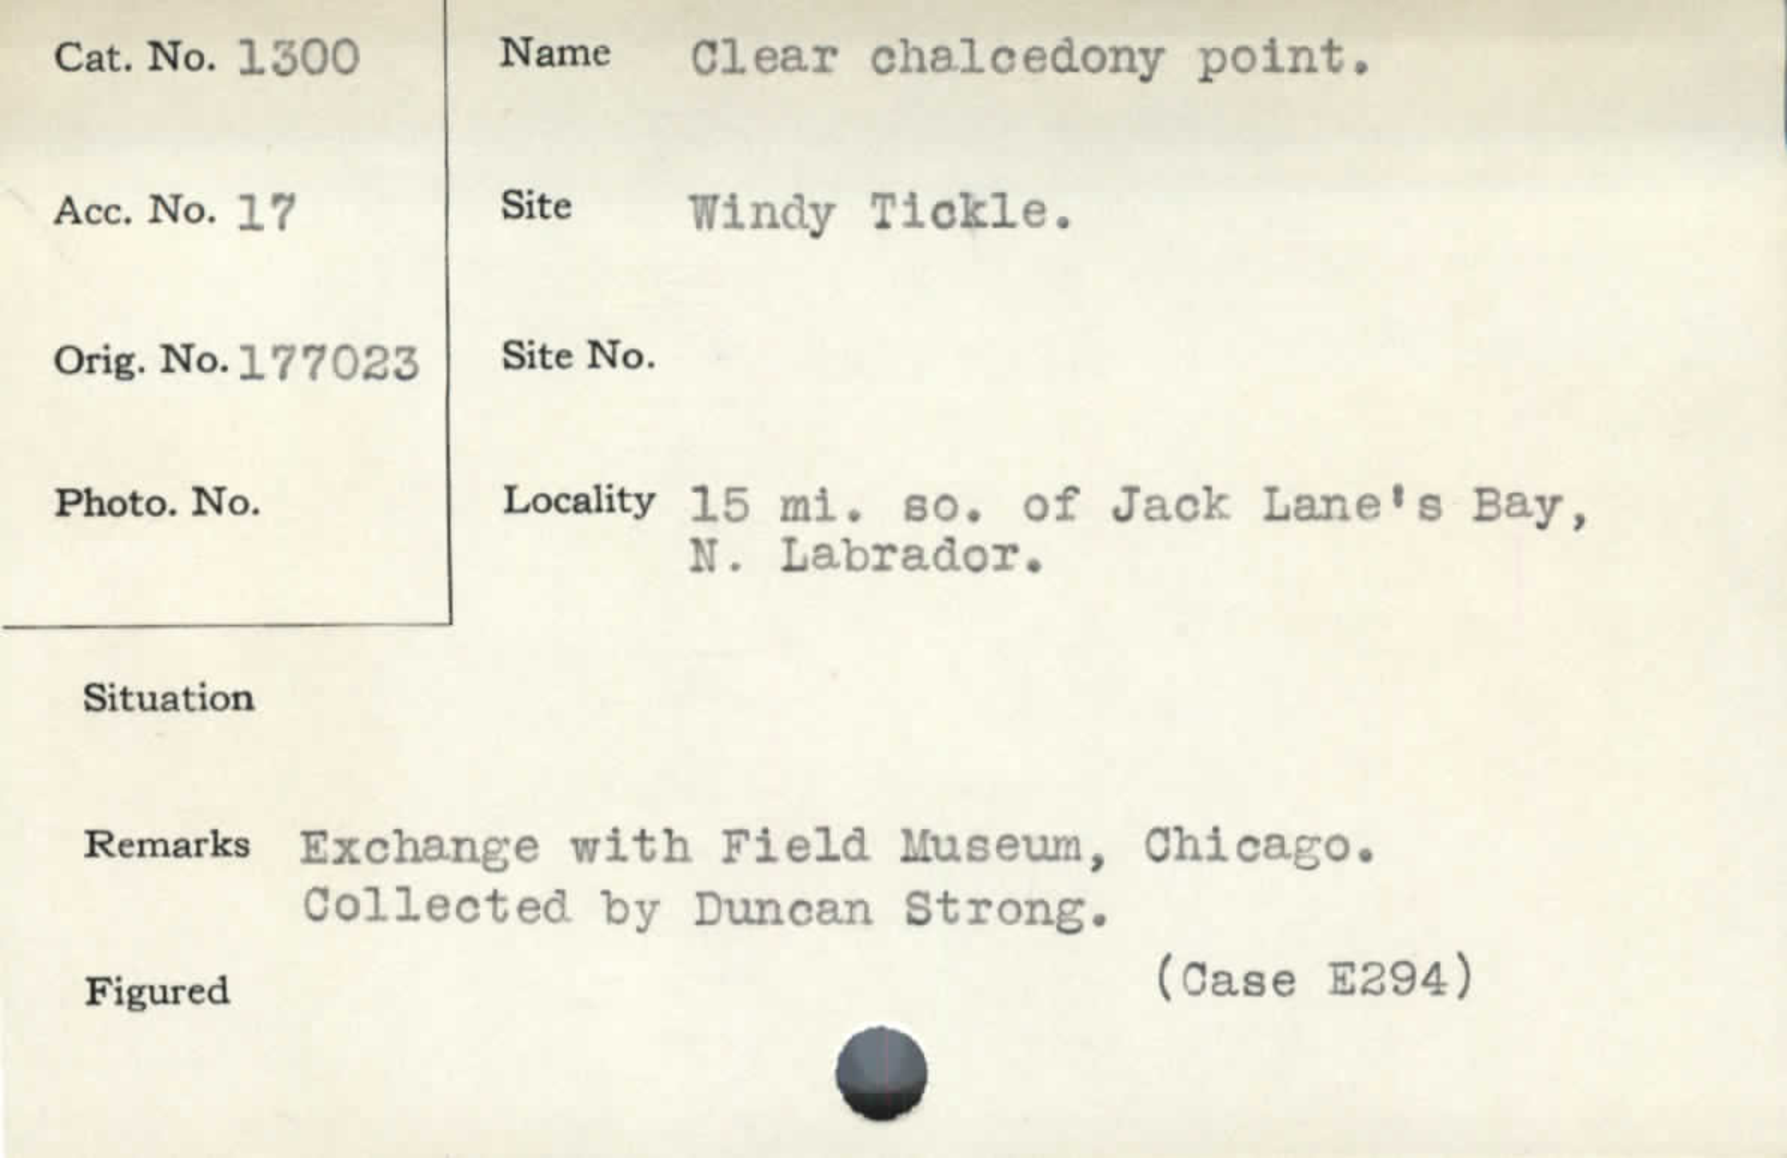 Cat. No. 1300
Name Clear chalcedony point.
Acc. No. 17
Site Windy Tickle.
Orig. No. 177023
Site No.
Photo. No.
Locality 15 mi. so. of Jack Lane's Bay,
N. Labrador.
Situation
Remarks Exchange with Field Museum, Chicago.
Collected by Duncan Strong.
(Case E294)
Figured